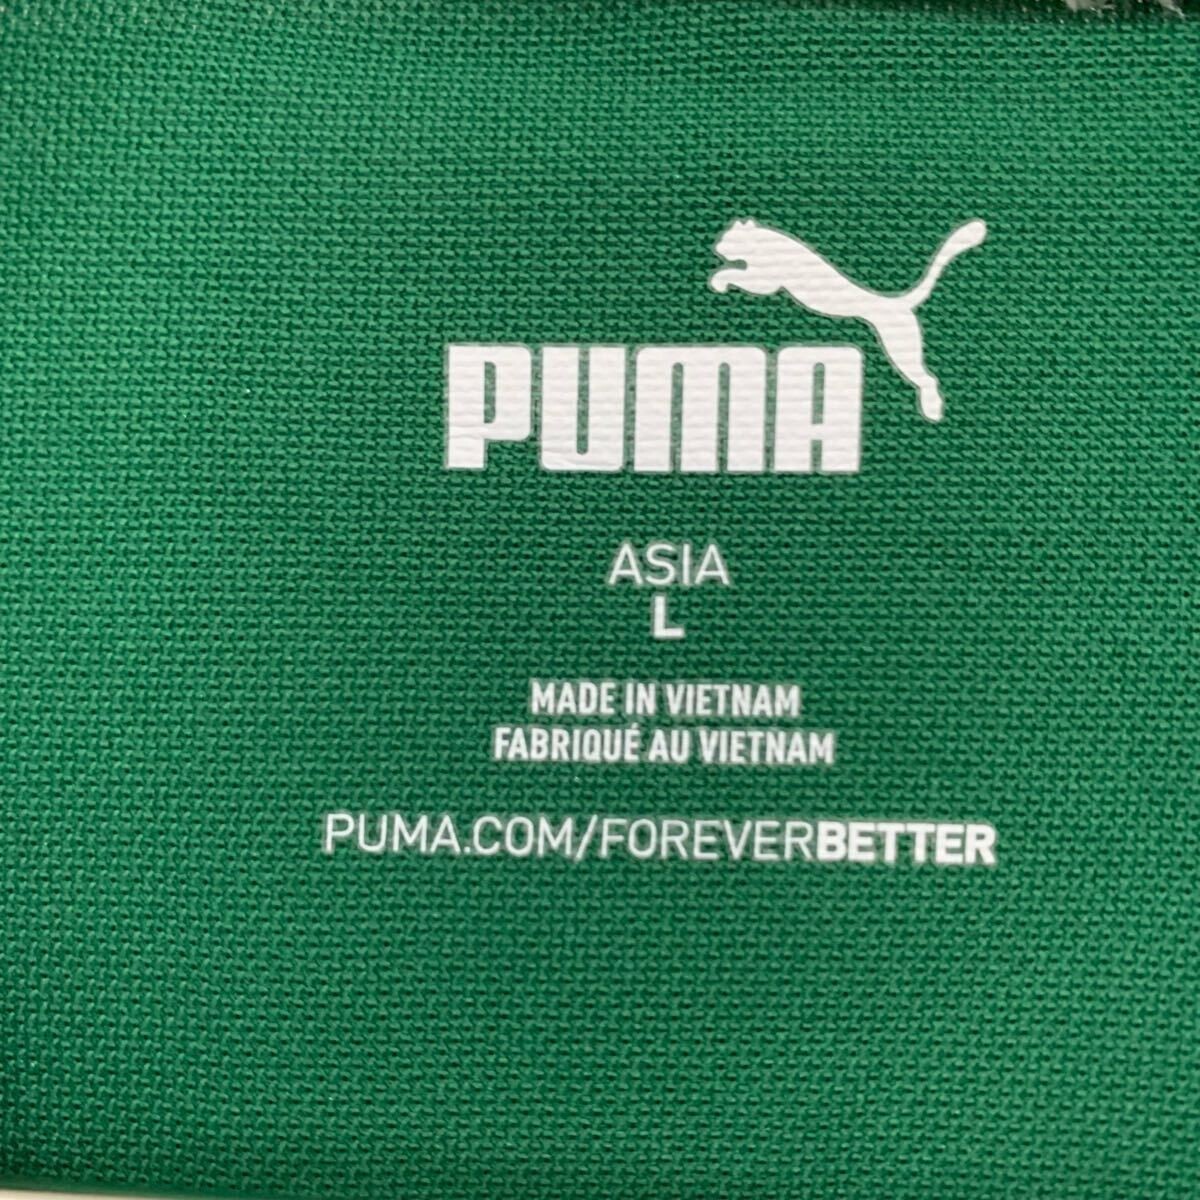 PUMA
ASIA
L
MADE IN VIETNAM
FABRIQUÉ AU VIETNAM
PUMA.COM/FOREVERBETTER